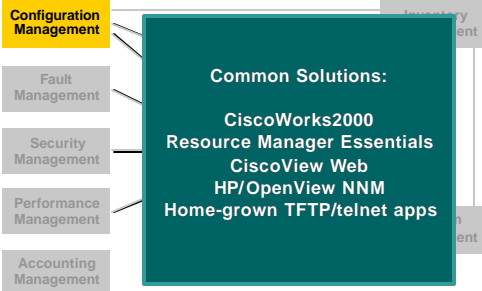 Configuration
Management
Fault
Management
Security
Management
Performance
Management
Accounting
Management
Common Solutions:
CiscoWorks2000
Resource Manager Essentials
CiscoView Web
HP/OpenView NNM
Home-grown TFTP/telnet apps